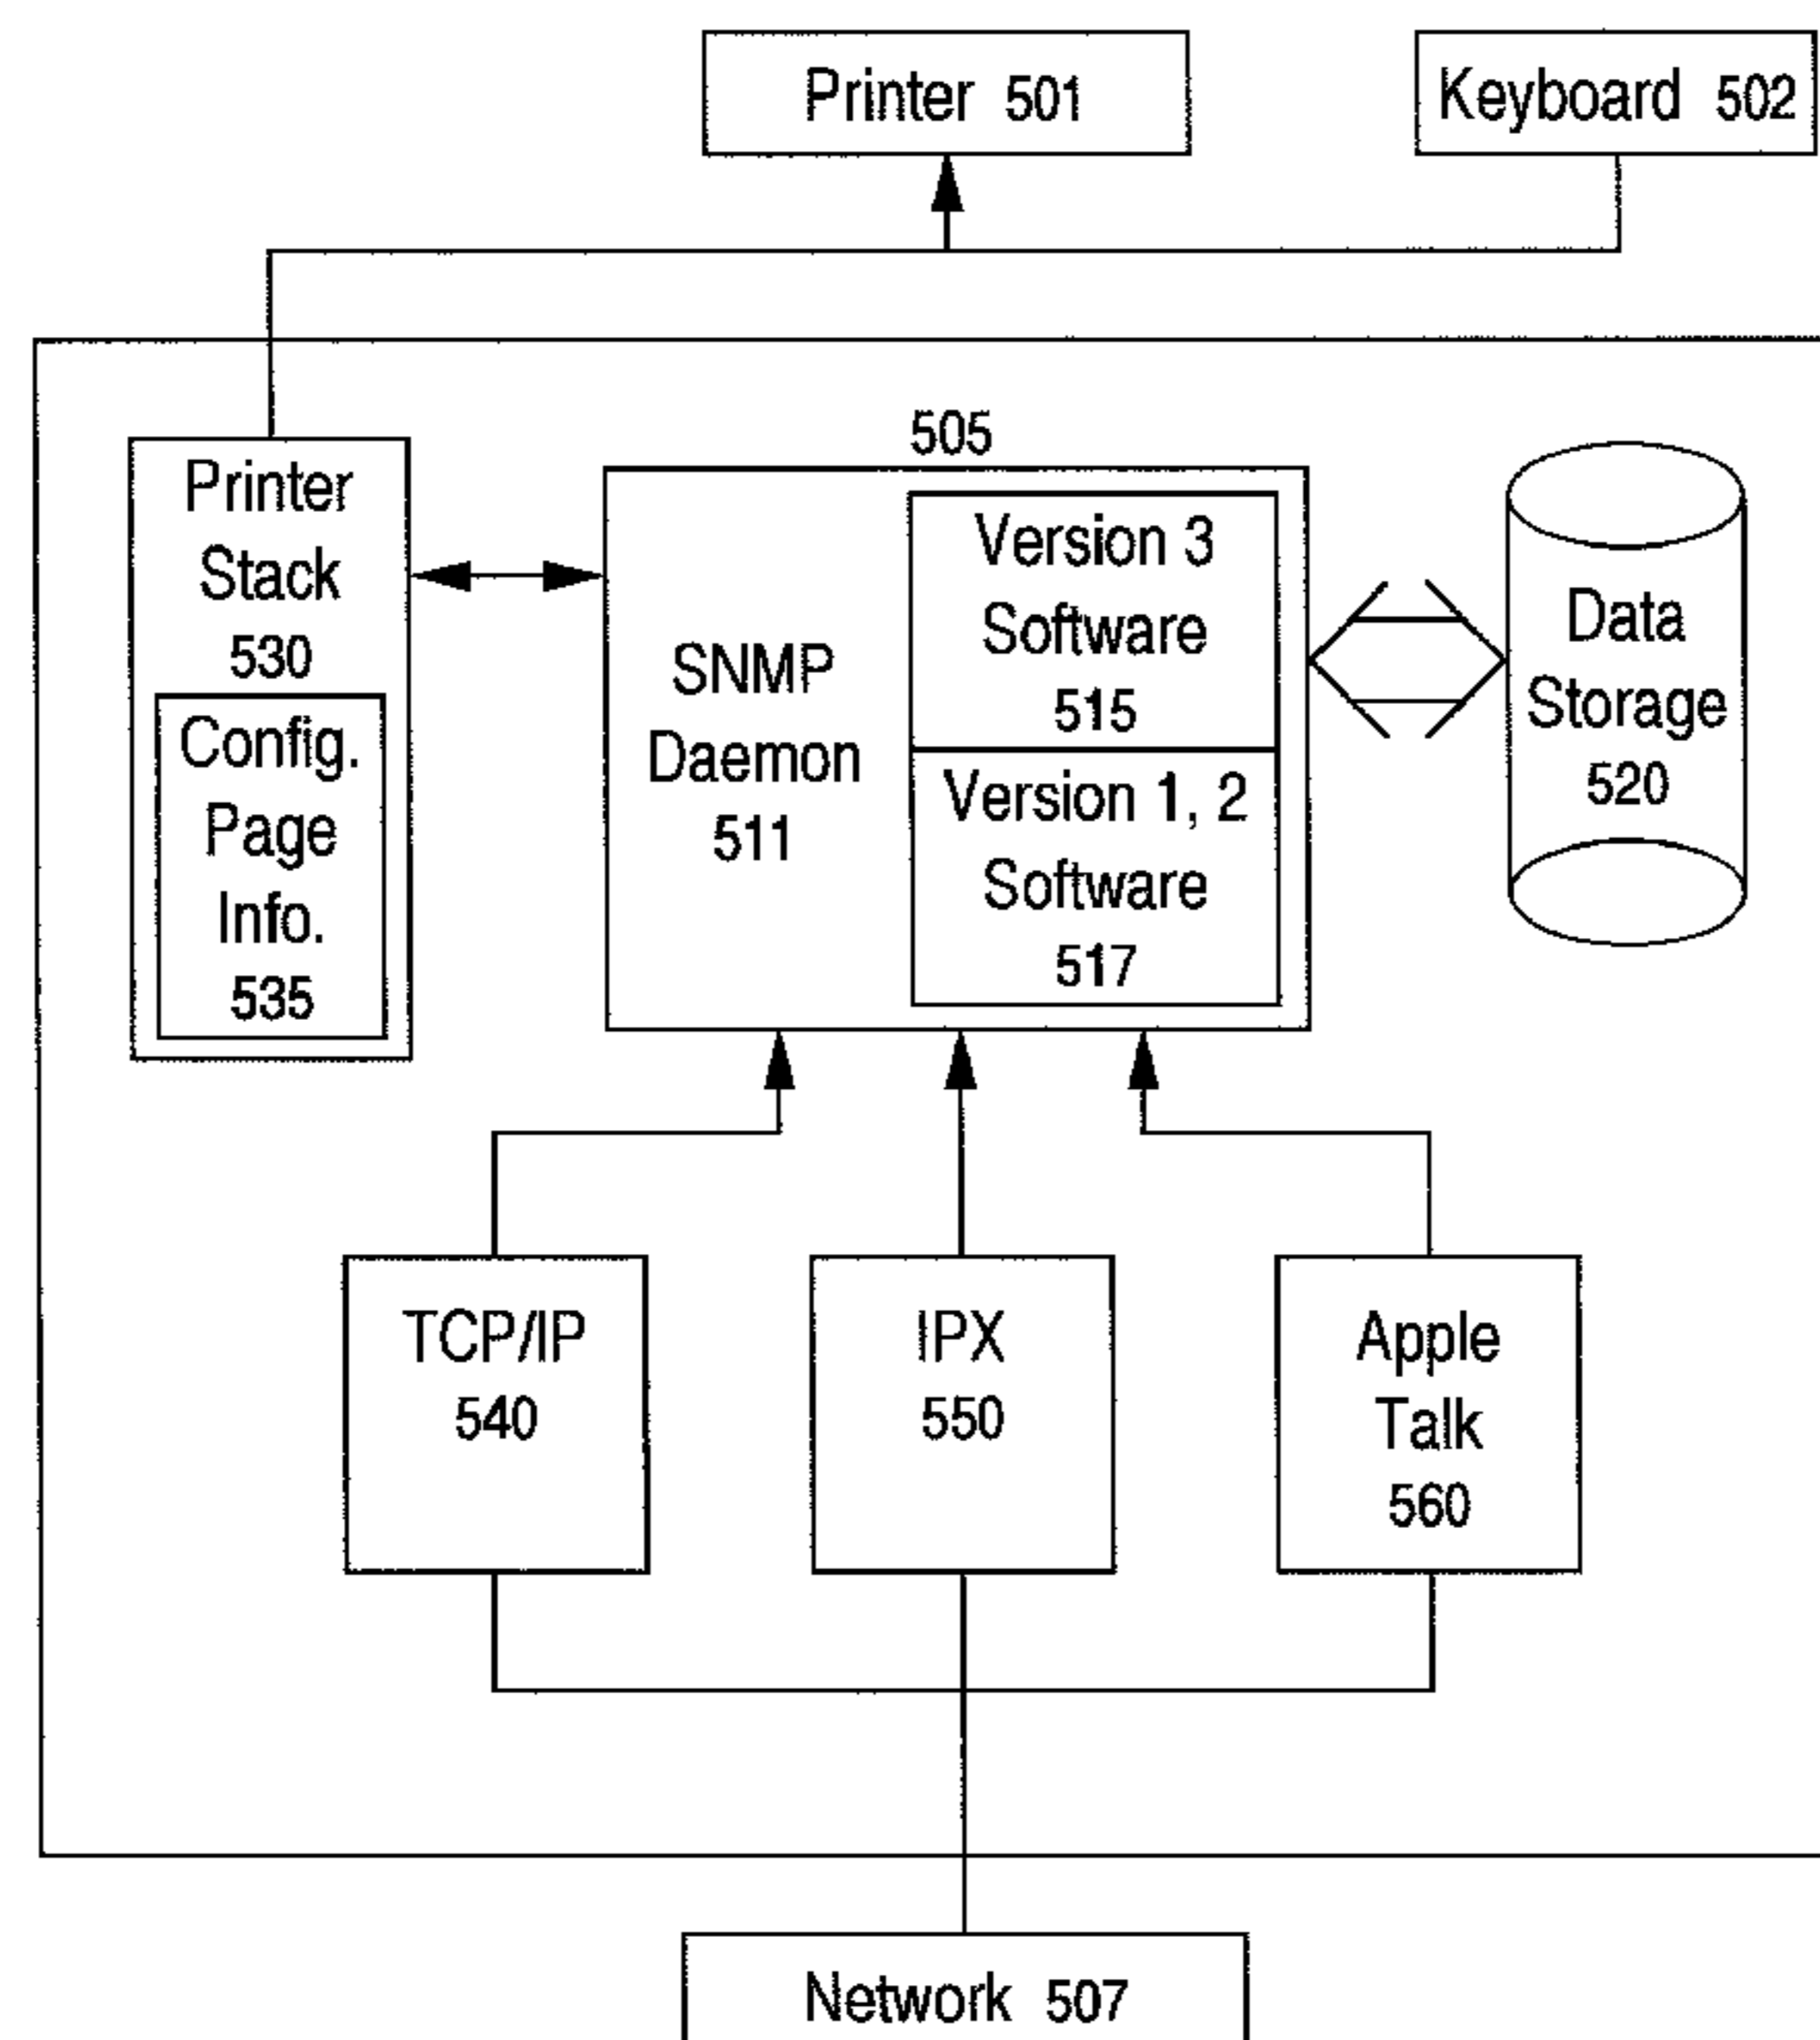 Printer 501
Keyboard 502
505
Printer
Stack
530
Config.
Page
Info.
535
SNMP
Daemon
511
Version 3
Software
515
Version 1, 2
Software
517
Data
Storage
520
TCP/IP
540
IPX
550
Apple
Talk
560
Network 507